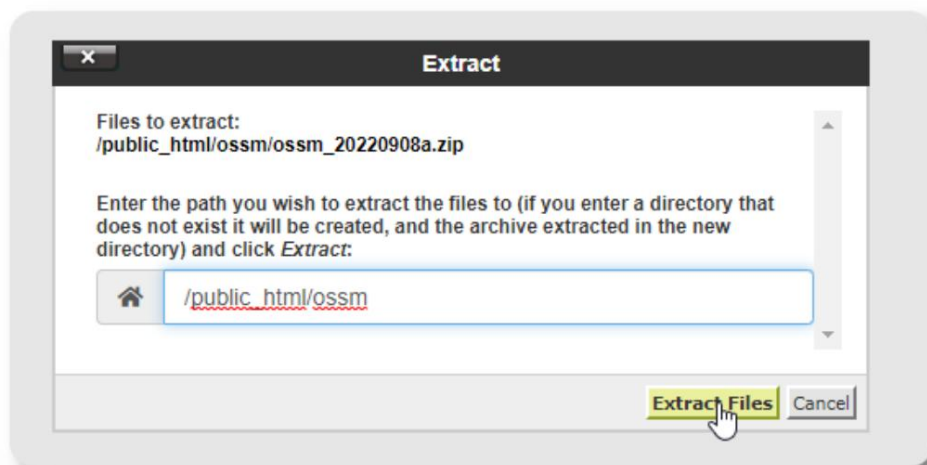 Extract
Files to extract:
/public_html/ossm/ossm_20220908a.zip
Enter the path you wish to extract the files to (if you enter a directory that
does not exist it will be created, and the archive extracted in the new
directory) and click Extract:
/public_html/ossm
Extract Files Cancel